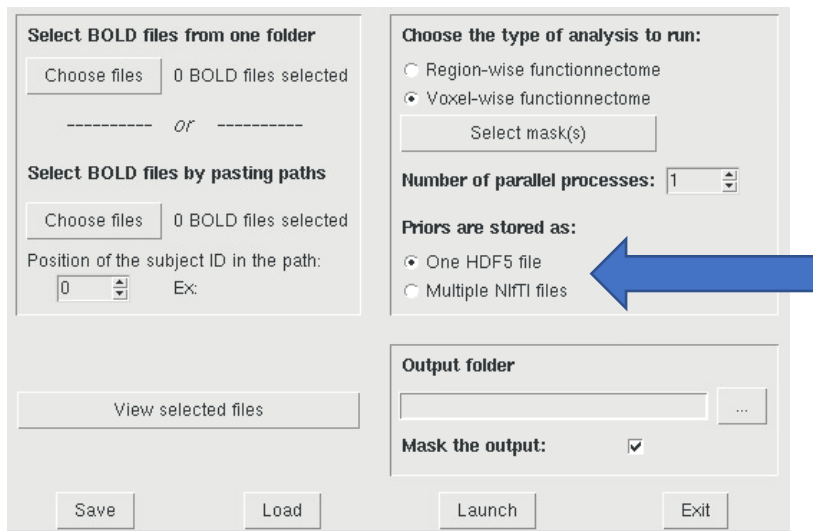 Select BOLD files from one folder
Choose files 0 BOLD files selected
---------- or ----------
Select BOLD files by pasting paths
Choose files 0 BOLD files selected
Position of the subject ID in the path:
0 Ex:
View selected files
Choose the type of analysis to run:
Region-wise functionnectome
Voxel-wise functionnectome
Select mask(s)
Number of parallel processes: 1
Priors are stored as:
One HDF5 file
Multiple NIfTI files
Output folder
...
Mask the output:
Save Load Launch Exit